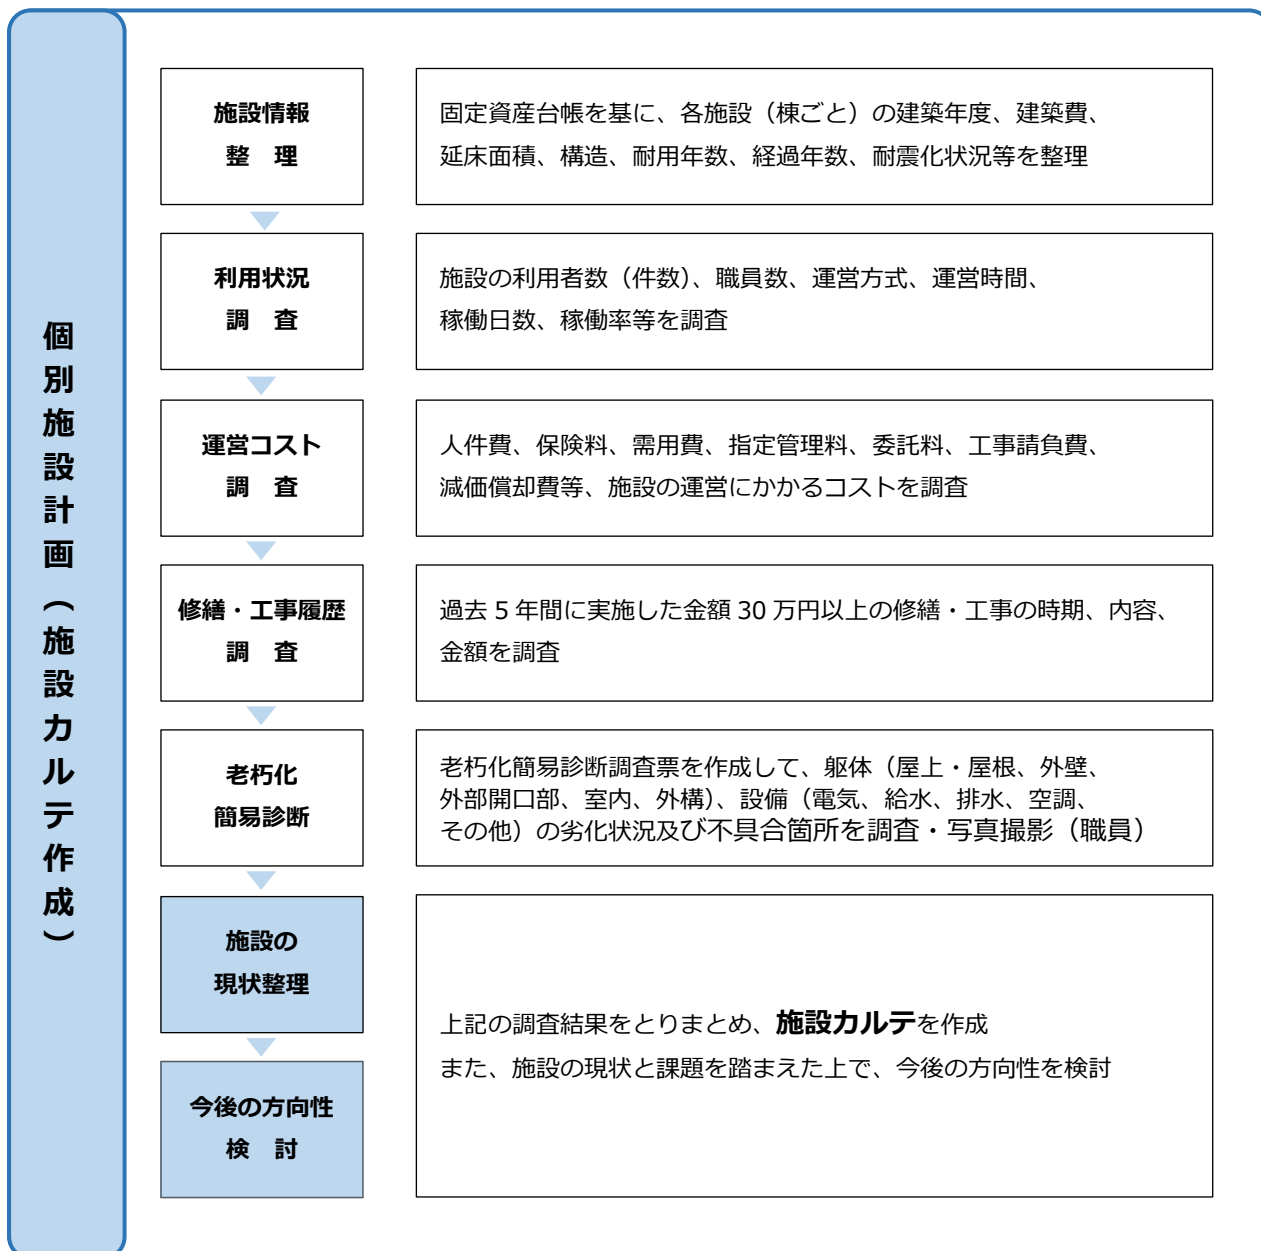 個別施設計画（施設カルテ作成）
施設情報
整　理
固定資産台帳を基に、各施設（棟ごと）の建築年度、建築費、
延床面積、構造、耐用年数、経過年数、耐震化状況等を整理
利用状況
調　査
施設の利用者数（件数）、職員数、運営方式、運営時間、
稼働日数、稼働率等を調査
運営コスト
調　査
人件費、保険料、需用費、指定管理料、委託料、工事請負費、
減価償却費等、施設の運営にかかるコストを調査
修繕・工事履歴
調　査
過去 5 年間に実施した金額 30 万円以上の修繕・工事の時期、内容、
金額を調査
老朽化
簡易診断
老朽化簡易診断調査票を作成して、躯体（屋上・屋根、外壁、
外部開口部、室内、外構）、設備（電気、給水、排水、空調、
その他）の劣化状況及び不具合箇所を調査・写真撮影（職員）
施設の
現状整理
今後の方向性
検　討
上記の調査結果をとりまとめ、施設カルテを作成
また、施設の現状と課題を踏まえた上で、今後の方向性を検討